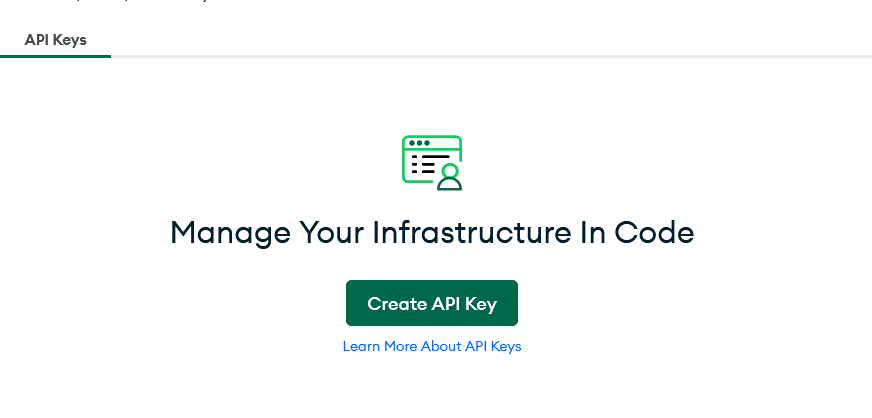 API Keys
Manage Your Infrastructure In Code
Create API Key
Learn More About API Keys